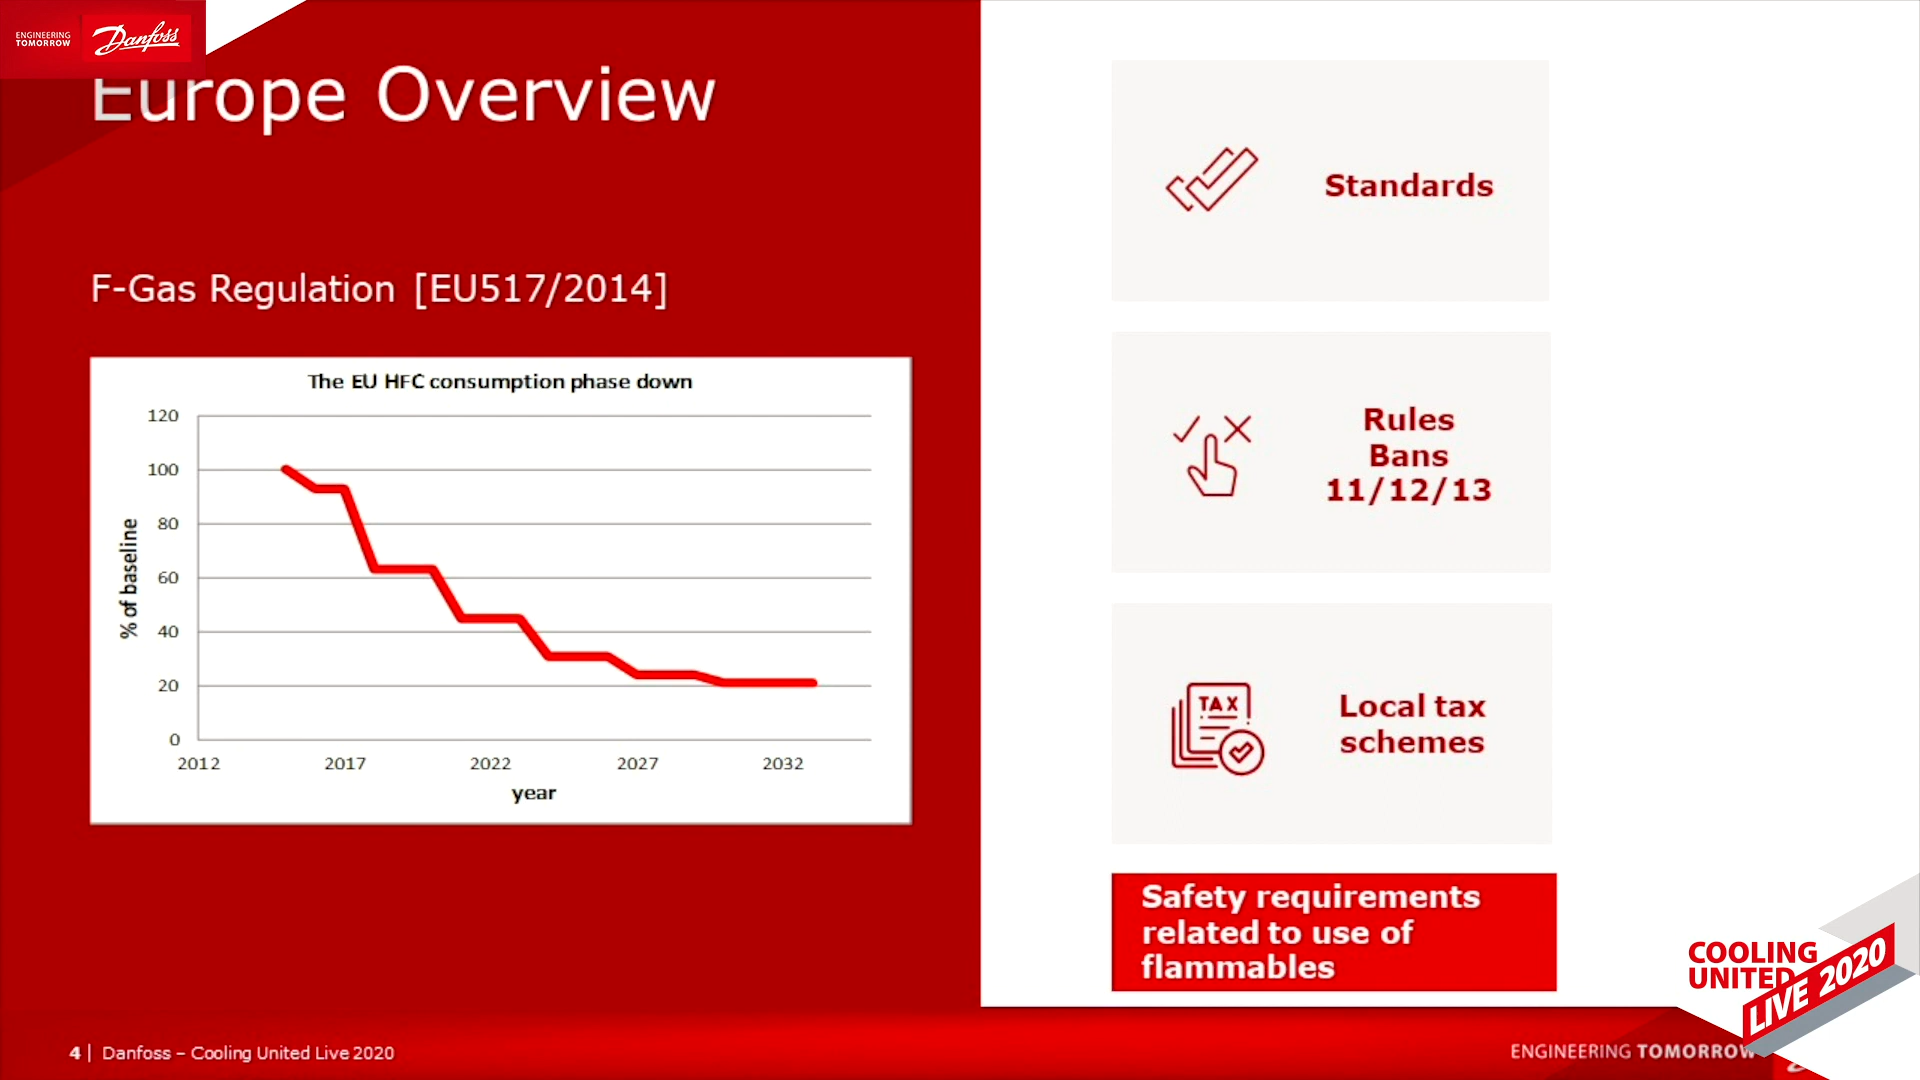 ENGINEERING
TOMORROW
Danfoss
Europe Overview
F-Gas Regulation [EU517/2014]
The EU HFC consumption phase down
120
100
80
60
40
20
0
% of baseline
2012 2017 2022 2027 2032
year
Standards
Rules
Bans
11/12/13
TAX
Local tax
schemes
Safety requirements
related to use of
flammables
COOLING
UNITED
LIVE 2020
4 | Danfoss – Cooling United Live 2020
ENGINEERING TOMORROW